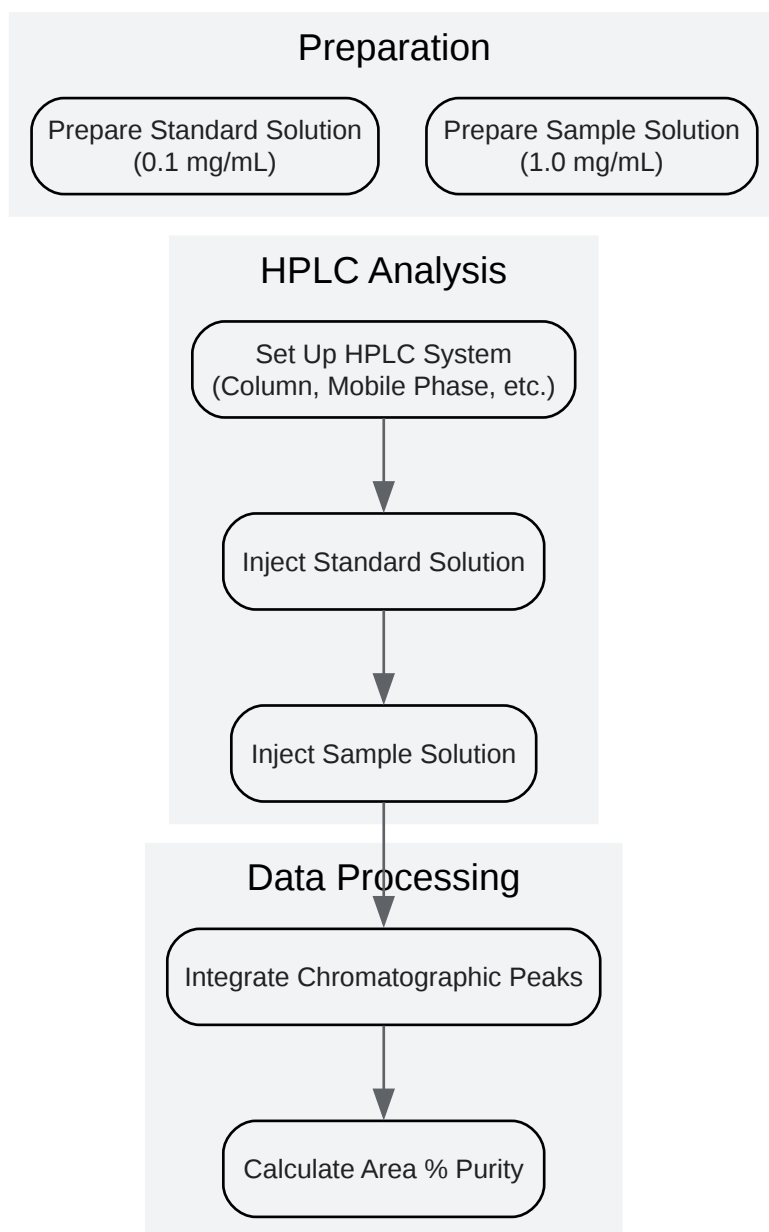 Preparation
Prepare Standard Solution
(0.1 mg/mL)
Prepare Sample Solution
(1.0 mg/mL)
HPLC Analysis
Set Up HPLC System
(Column, Mobile Phase, etc.)
Inject Standard Solution
Inject Sample Solution
Data Processing
Integrate Chromatographic Peaks
Calculate Area % Purity